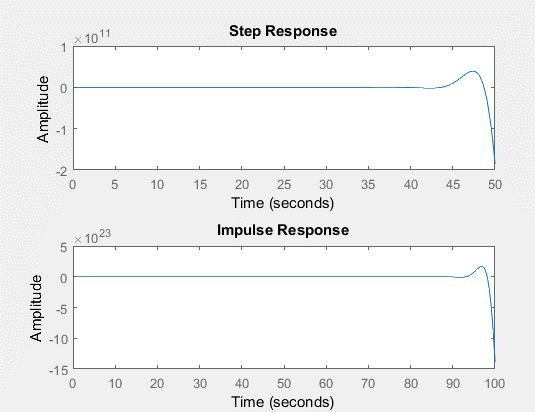 Step Response
×10^11
1
0
-1
-2
Amplitude
0 5 10 15 20 25 30 35 40 45 50
Time (seconds)
Impulse Response
×10^23
5
0
-5
-10
-15
Amplitude
0 10 20 30 40 50 60 70 80 90 100
Time (seconds)